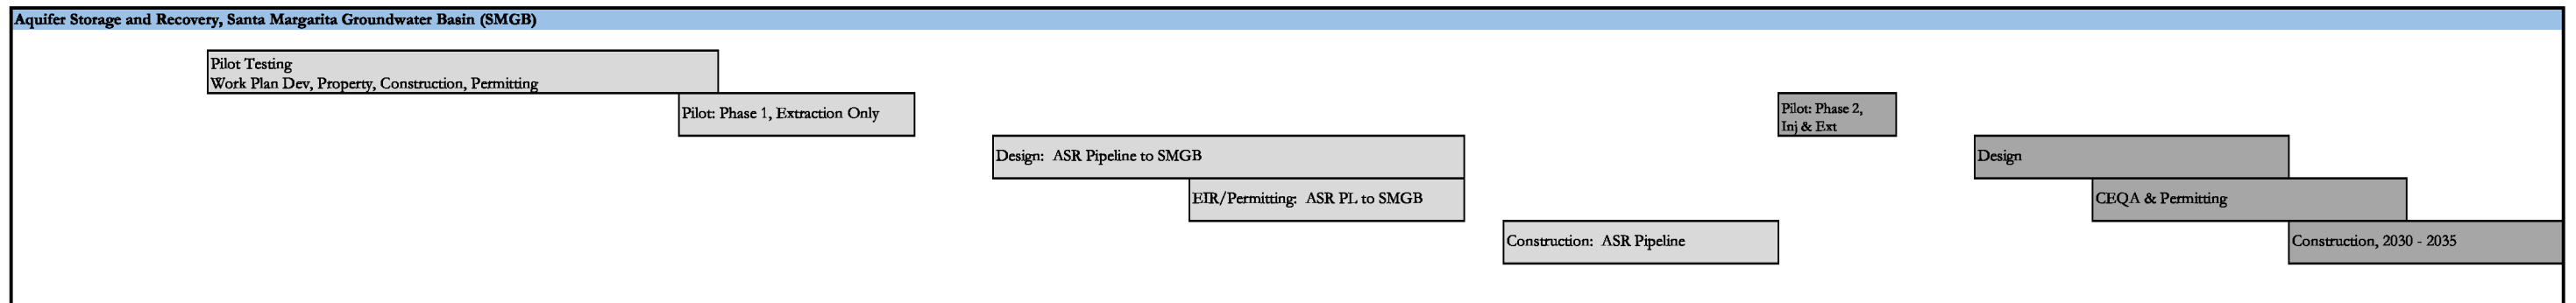 Aquifer Storage and Recovery, Santa Margarita Groundwater Basin (SMGB)
Pilot Testing
Work Plan Dev, Property, Construction, Permitting
Pilot: Phase 1, Extraction Only
Pilot: Phase 2,
Inj & Ext
Design:  ASR Pipeline to SMGB
Design
EIR/Permitting:  ASR PL to SMGB
CEQA & Permitting
Construction:  ASR Pipeline
Construction, 2030 - 2035